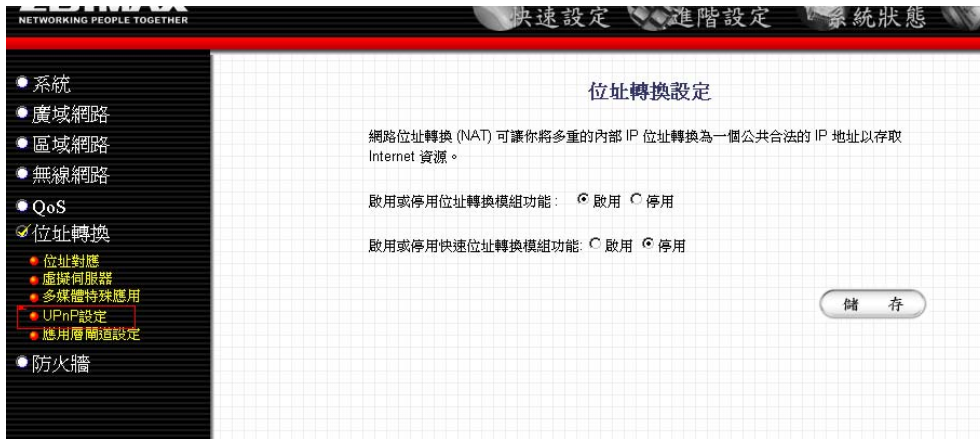 NETWORKING PEOPLE TOGETHER
快速設定 進階設定 系統狀態
系統
廣域網路
區域網路
無線網路
QoS
位址轉換
位址對應
虛擬伺服器
多媒體特殊應用
UPnP設定
應用層閘道設定
防火牆
位址轉換設定
網路位址轉換 (NAT) 可讓你將多重的內部 IP 位址轉換為一個公共合法的 IP 地址以存取
Internet 資源。
啟用或停用位址轉換模組功能: 啟用 停用
啟用或停用快速位址轉換模組功能: 啟用 停用
儲 存